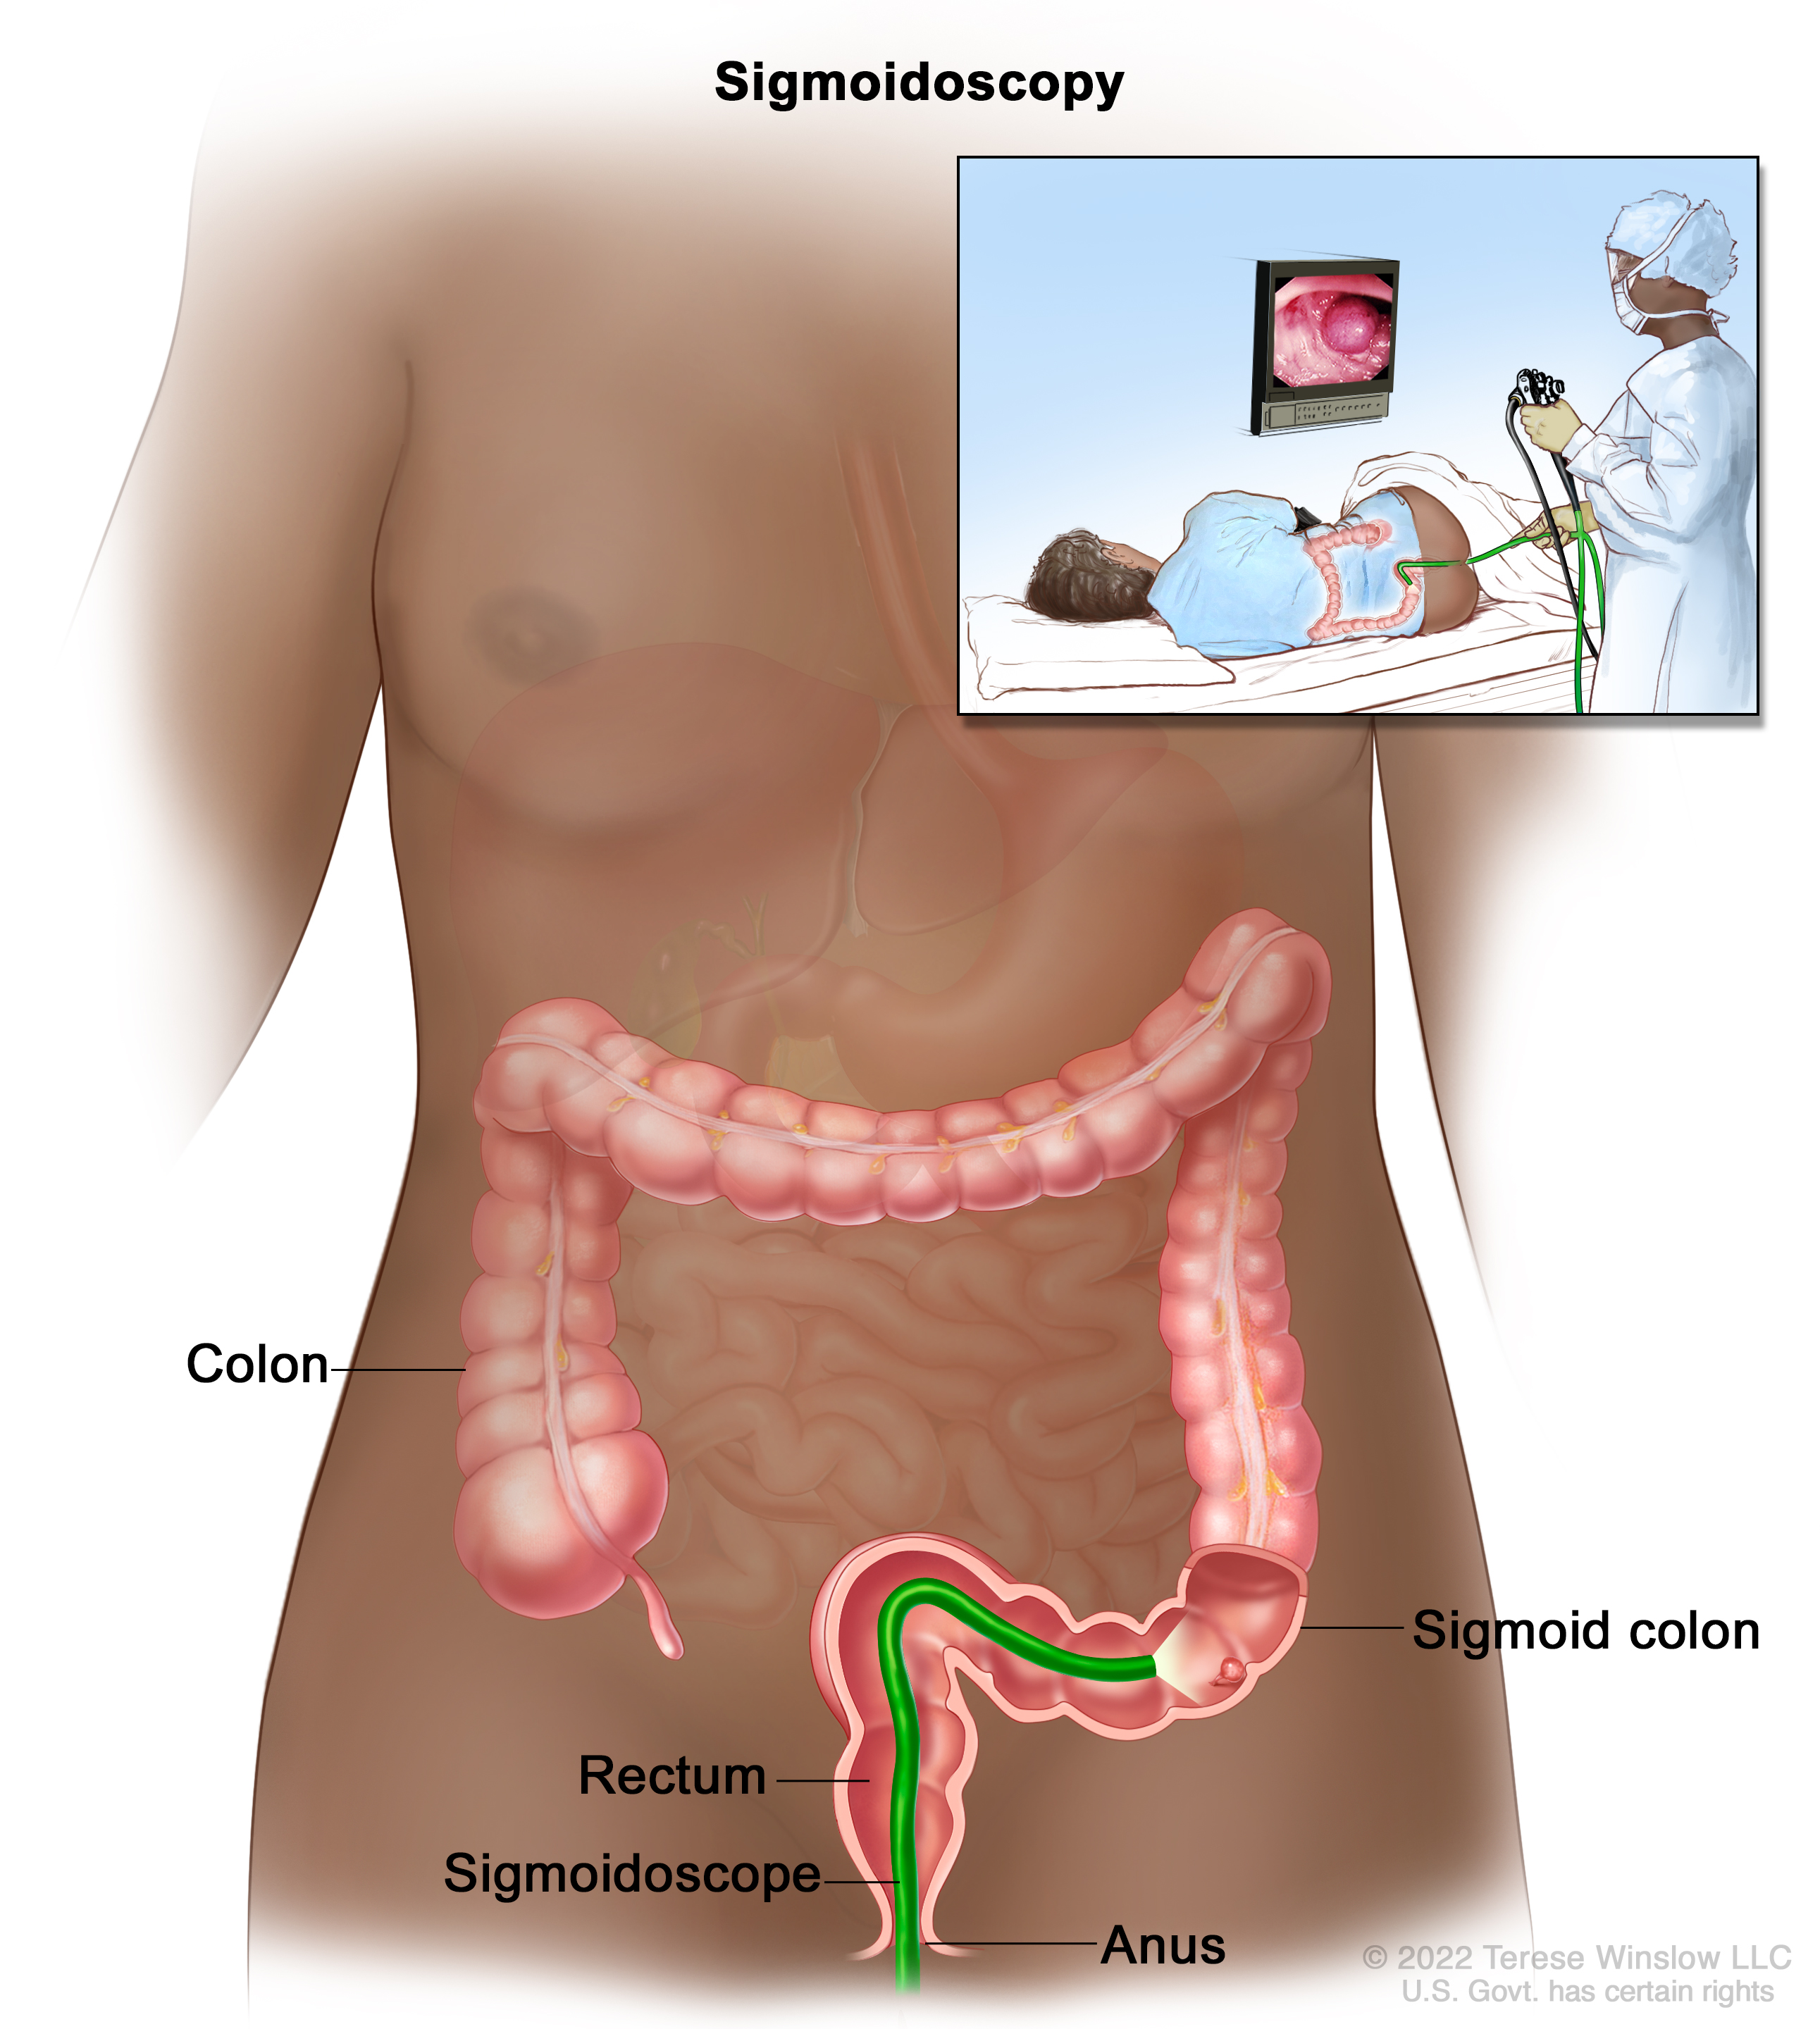 Sigmoidoscopy
Colon
Sigmoid colon
Rectum
Sigmoidoscope
Anus
© 2022 Terese Winslow LLC
U.S. Govt. has certain rights